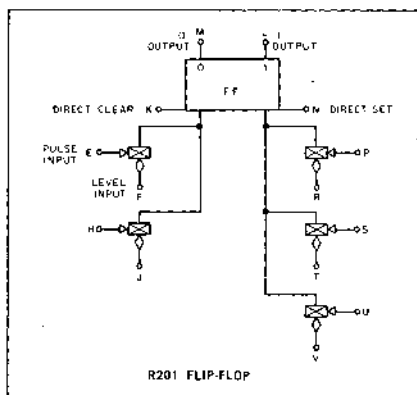 0 M L 1
OUTPUT OUTPUT
0 1
FF
DIRECT CLEAR K N DIRECT SET
PULSE INPUT E P
LEVEL INPUT F R
H S
J T
U
V
R201 FLIP-FLOP